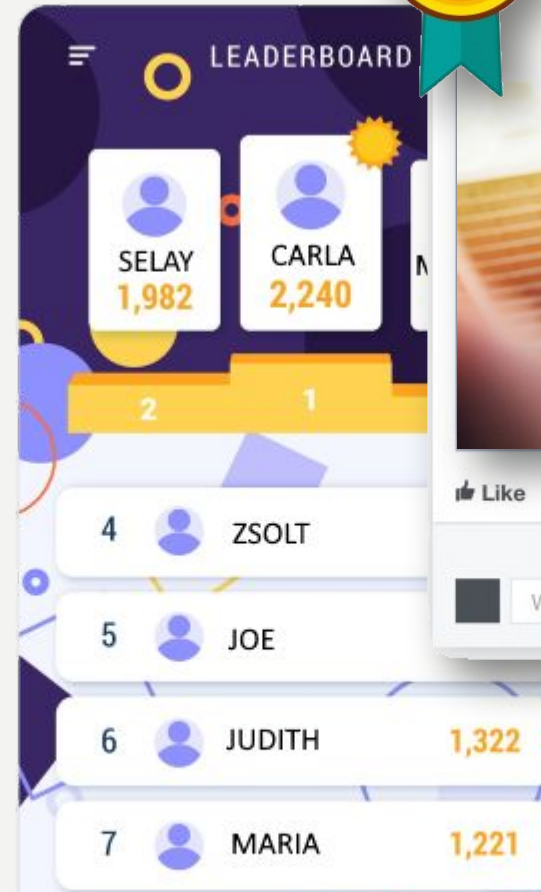 LEADERBOARD
SELAY
1,982
CARLA
2,240
2
1
4 ZSOLT
5 JOE
6 JUDITH 1,322
7 MARIA 1,221
Like